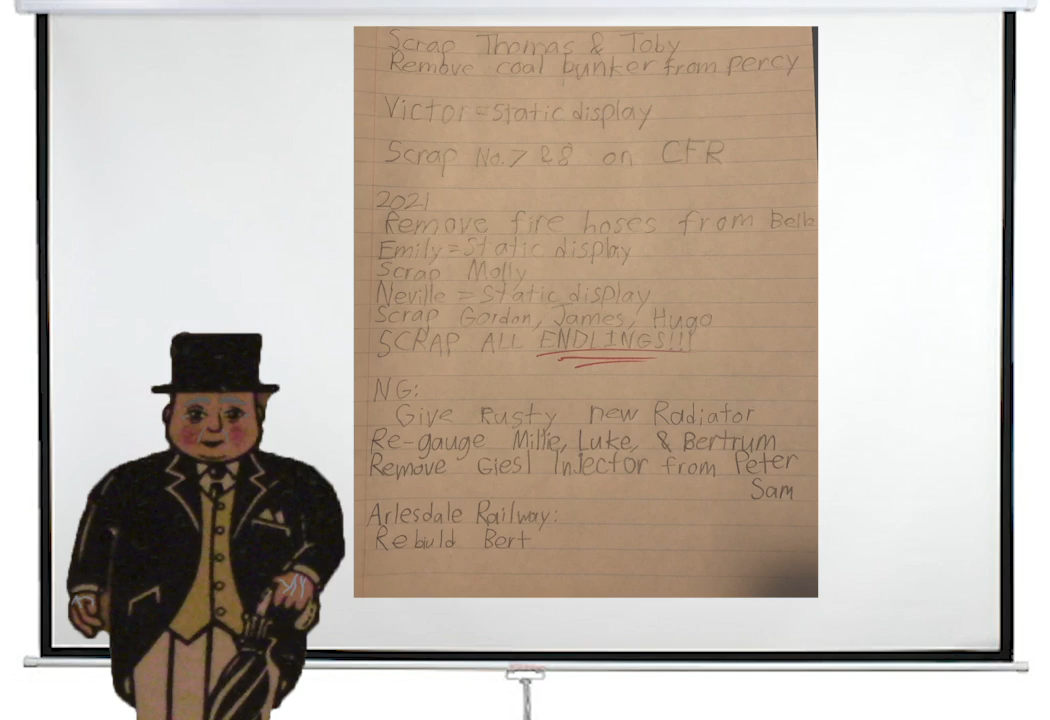 Scrap Thomas & Toby
Remove coal bunker from percy
Victor = Static display
Scrap No.7 & 8 on CFR
2021
Remove fire hoses from Belle
Emily = Static display
Scrap Molly
Neville = Static display
Scrap Gordon, James, Hugo
SCRAP ALL ENDLINGS!!!
NG:
Give Rusty new Radiator
Re-gauge Millie, Luke, & Bertrum
Remove Giesl Injector from Peter
Sam
Arlesdale Railway:
Rebuld Bert